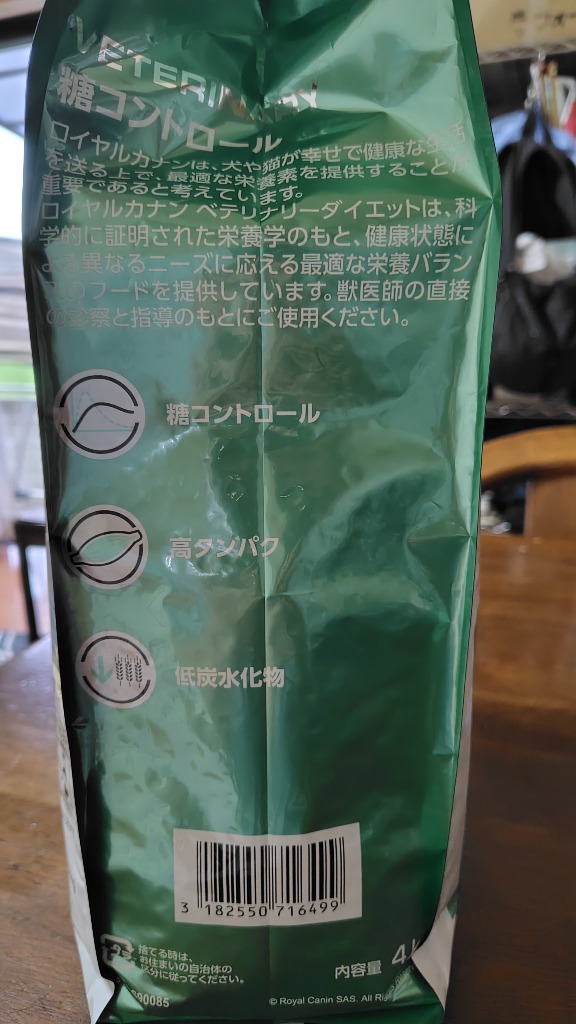 VETERINARY
糖コントロール
ロイヤルカナンは、犬や猫が幸せで健康な生活
を送る上で、最適な栄養素を提供することが
重要であると考えています。
ロイヤルカナン ベテリナリーダイエットは、科
学的に証明された栄養学のもと、健康状態に
よる異なるニーズに応える最適な栄養バラン
スのフードを提供しています。獣医師の直接
の診察と指導のもとにご使用ください。
糖コントロール
高タンパク
低炭水化物
3 182550 716499
捨てる時は、
お住まいの自治体の
区分に従ってください。
内容量 4
00085
© Royal Canin SAS. All